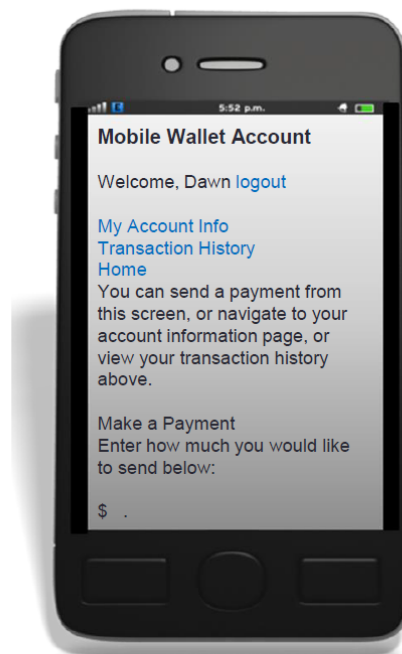 5:52 p.m.
Mobile Wallet Account
Welcome, Dawn logout
My Account Info
Transaction History
Home
You can send a payment from
this screen, or navigate to your
account information page, or
view your transaction history
above.
Make a Payment
Enter how much you would like
to send below:
$ .